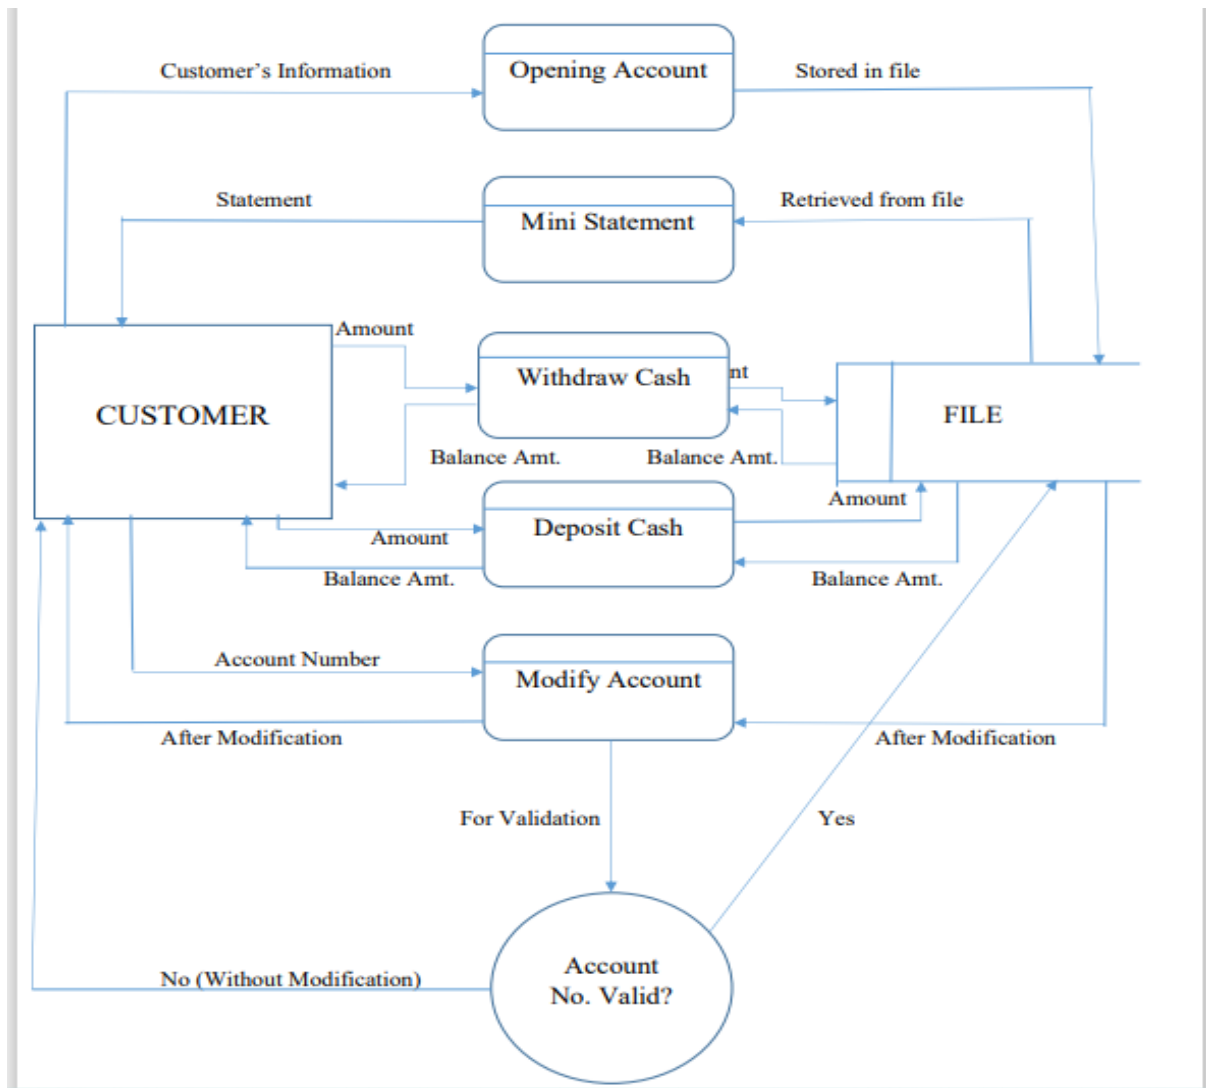 Customer's Information
Opening Account
Stored in file
Statement
Mini Statement
Retrieved from file
Amount
Withdraw Cash
nt
CUSTOMER
FILE
Balance Amt.
Balance Amt.
Amount
Deposit Cash
Amount
Balance Amt.
Balance Amt.
Account Number
Modify Account
After Modification
After Modification
For Validation
Yes
Account
No. Valid?
No (Without Modification)